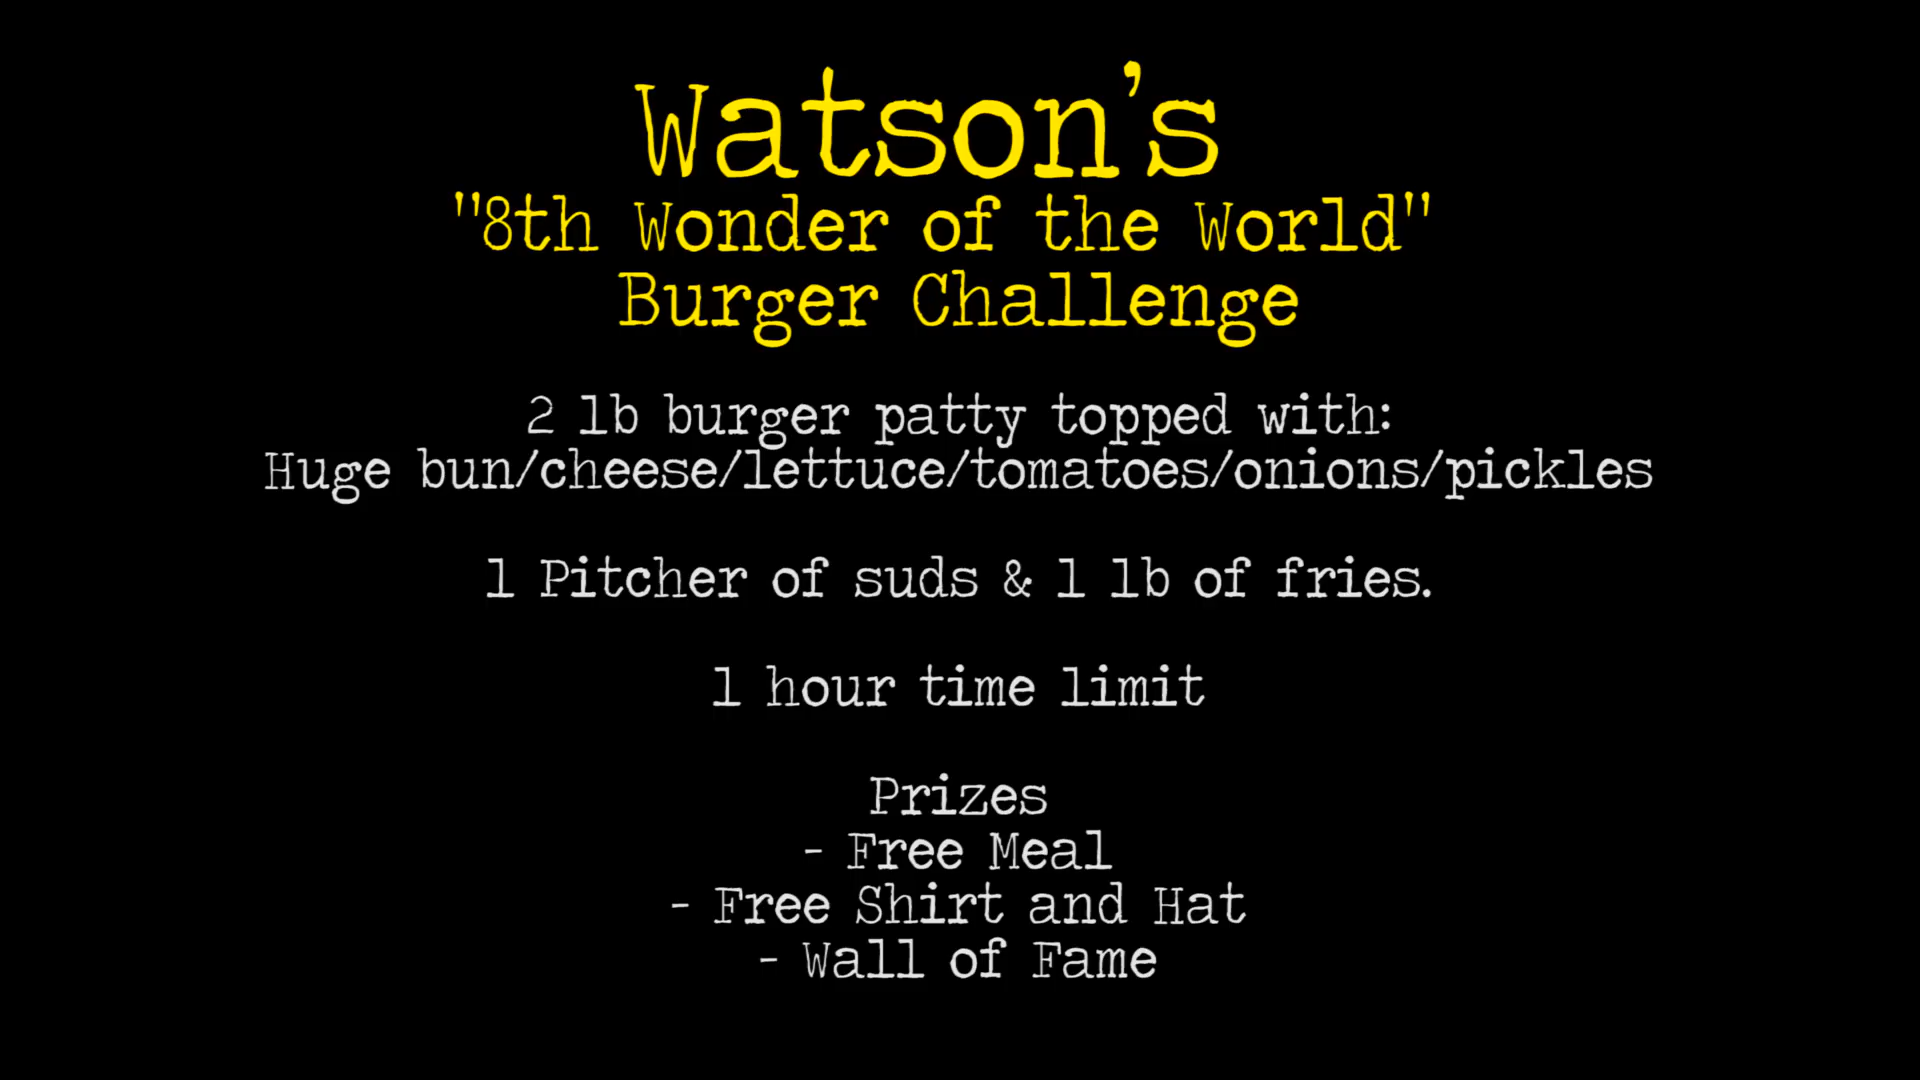 Watson's
"8th Wonder of the World"
Burger Challenge
2 lb burger patty topped with:
Huge bun/cheese/lettuce/tomatoes/onions/pickles
1 Pitcher of suds & 1 lb of fries.
1 hour time limit
Prizes
- Free Meal
- Free Shirt and Hat
- Wall of Fame